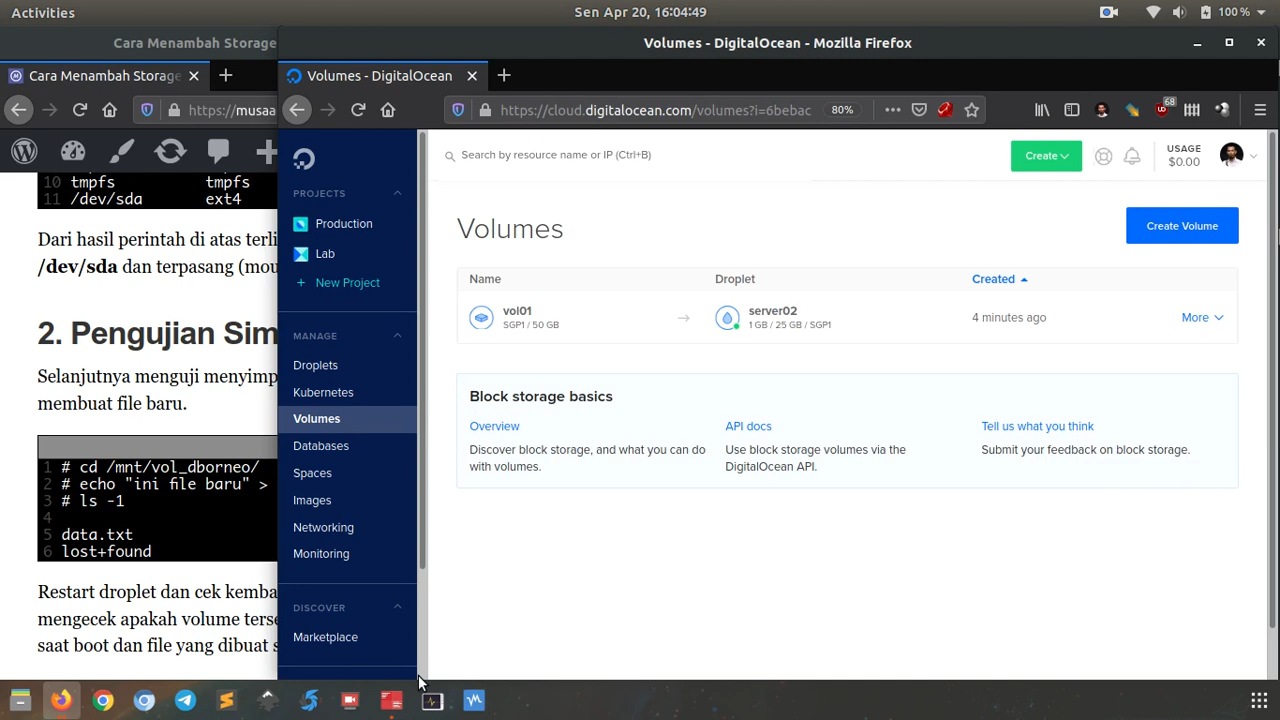 Activities
Sen Apr 20, 16:04:49
100 %
Cara Menambah Storage
Volumes - DigitalOcean - Mozilla Firefox
Cara Menambah Storage
Volumes - DigitalOcean
https://musaa
https://cloud.digitalocean.com/volumes?i=6bebac
80%
68
10 tmpfs tmpfs
11 /dev/sda ext4
Dari hasil perintah di atas terli
/dev/sda dan terpasang (mou
2. Pengujian Sim
Selanjutnya menguji menyimp
membuat file baru.
1 # cd /mnt/vol_dborneo/
2 # echo "ini file baru" >
3 # ls -1
4
5 data.txt
6 lost+found
Restart droplet dan cek kemba
mengecek apakah volume terse
saat boot dan file yang dibuat s
PROJECTS
Production
Lab
+ New Project
MANAGE
Droplets
Kubernetes
Volumes
Databases
Spaces
Images
Networking
Monitoring
DISCOVER
Marketplace
Search by resource name or IP (Ctrl+B)
Create
USAGE
$0.00
Volumes
Create Volume
Name Droplet Created
vol01
SGP1 / 50 GB
server02
1 GB / 25 GB / SGP1
4 minutes ago
More
Block storage basics
Overview
Discover block storage, and what you can do
with volumes.
API docs
Use block storage volumes via the
DigitalOcean API.
Tell us what you think
Submit your feedback on block storage.